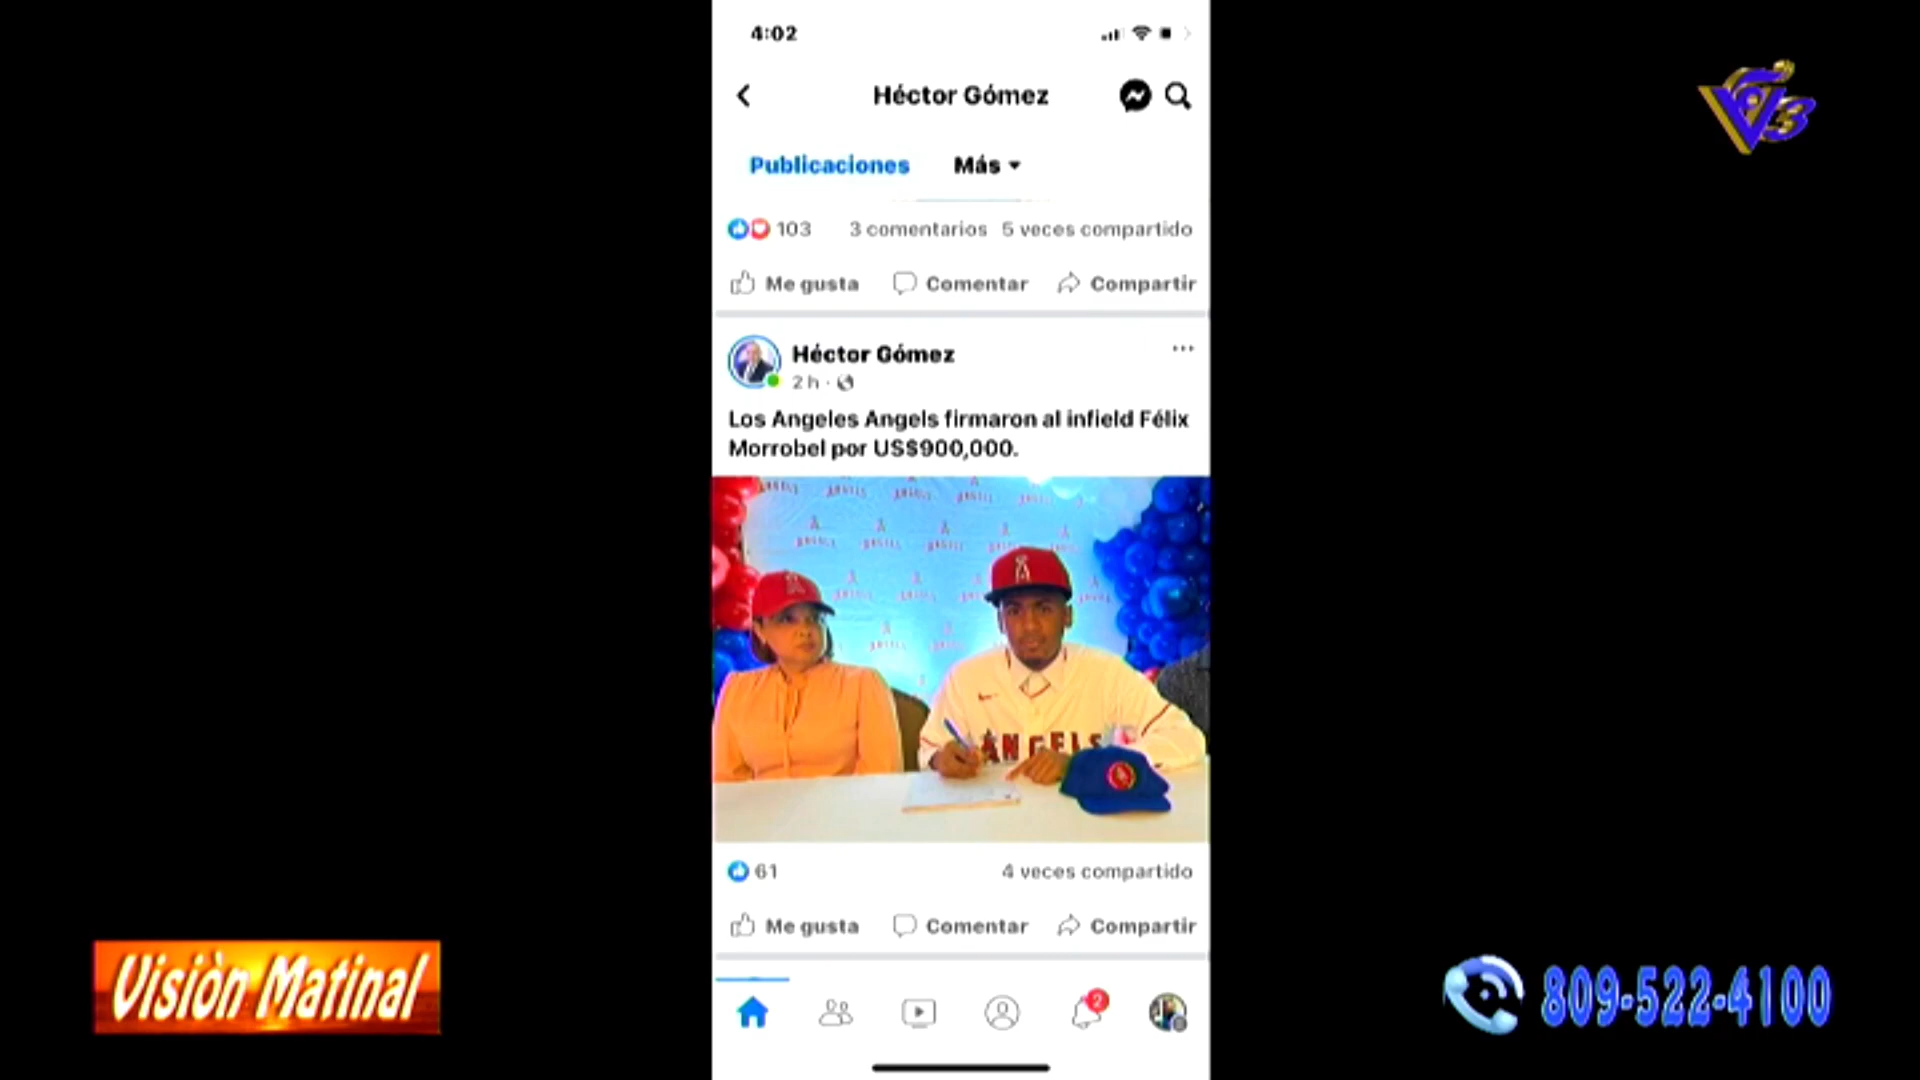 4:02
Héctor Gómez
Publicaciones
Más
103
3 comentarios
5 veces compartido
Me gusta
Comentar
Compartir
Héctor Gómez
2 h ·
Los Angeles Angels firmaron al infield Félix
Morrobel por US$900,000.
ANGELS
61
4 veces compartido
Me gusta
Comentar
Compartir
2
Visiòn Matinal
809-522-4100